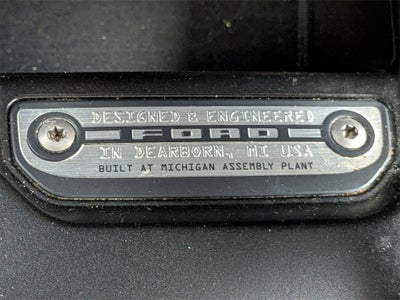 DESIGNED & ENGINEERED
FORD
IN DEARBORN, MI USA
BUILT AT MICHIGAN ASSEMBLY PLANT